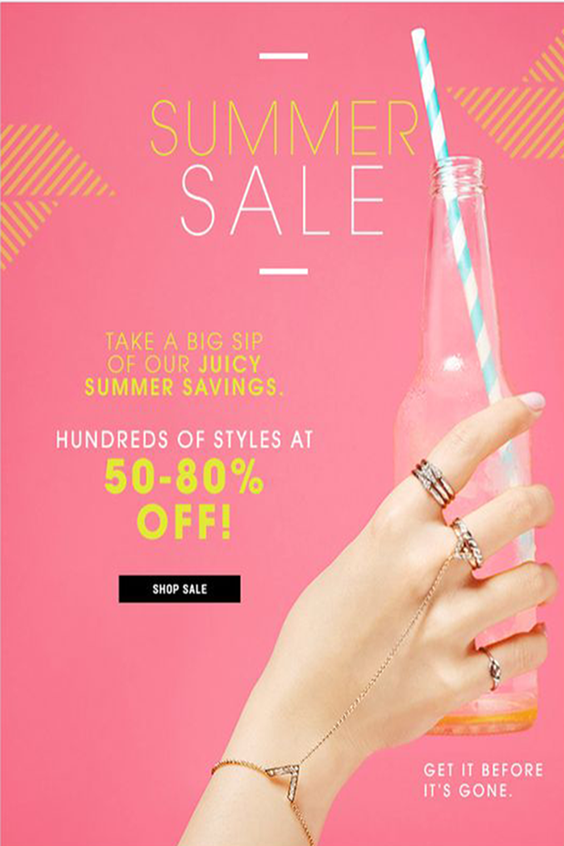 SUMMER
SALE
TAKE A BIG SIP
OF OUR JUICY
SUMMER SAVINGS.
HUNDREDS OF STYLES AT
50-80%
OFF!
SHOP SALE
GET IT BEFORE
IT'S GONE.